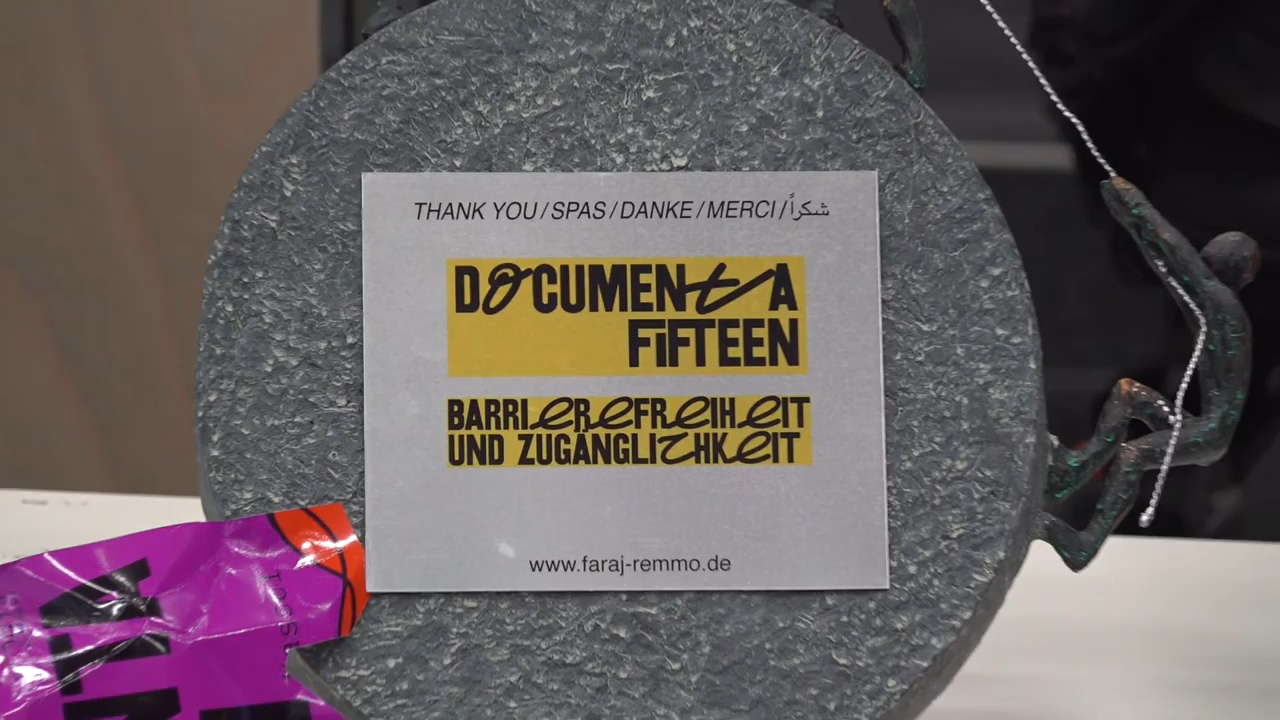 THANK YOU / SPAS / DANKE / MERCI / شكراً
DOCUMENTA
FiFTEEN
BARRIEREFREIHEIT
UND ZUGÄNGLICHKEIT
www.faraj-remmo.de